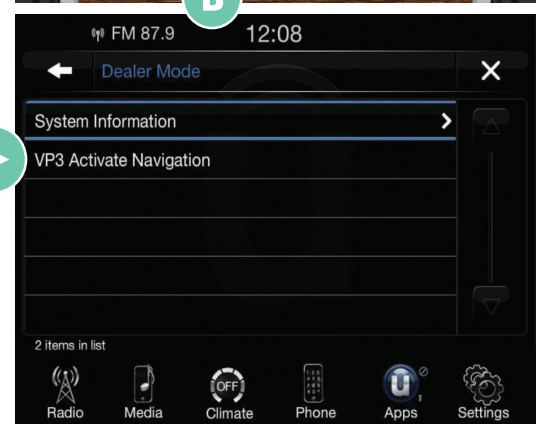 B
FM 87.9 12:08
Dealer Mode
System Information
VP3 Activate Navigation
2 items in list
OFF
Radio Media Climate Phone Apps Settings